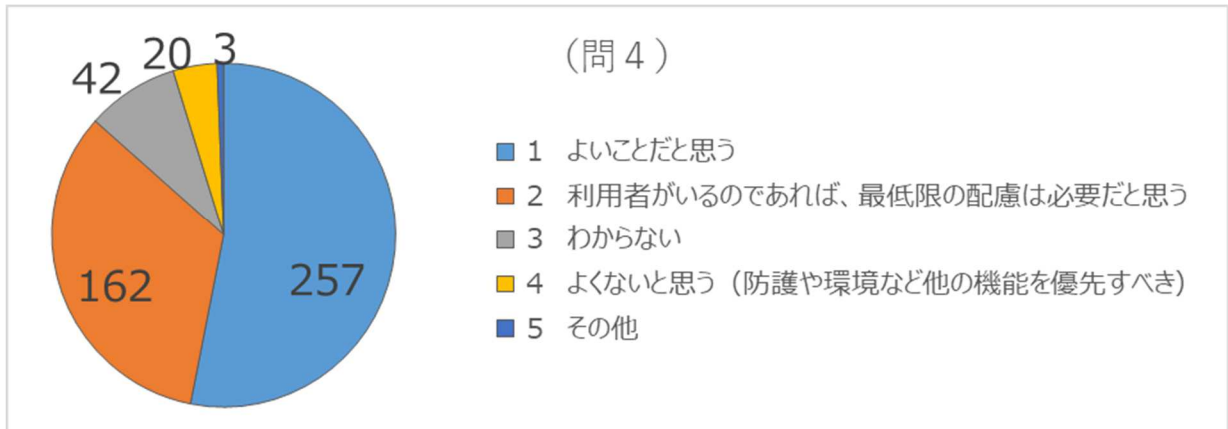 (問4)
42
20
3
162
257
1 よいことだと思う
2 利用者がいるのであれば、最低限の配慮は必要だと思う
3 わからない
4 よくないと思う (防護や環境など他の機能を優先すべき)
5 その他